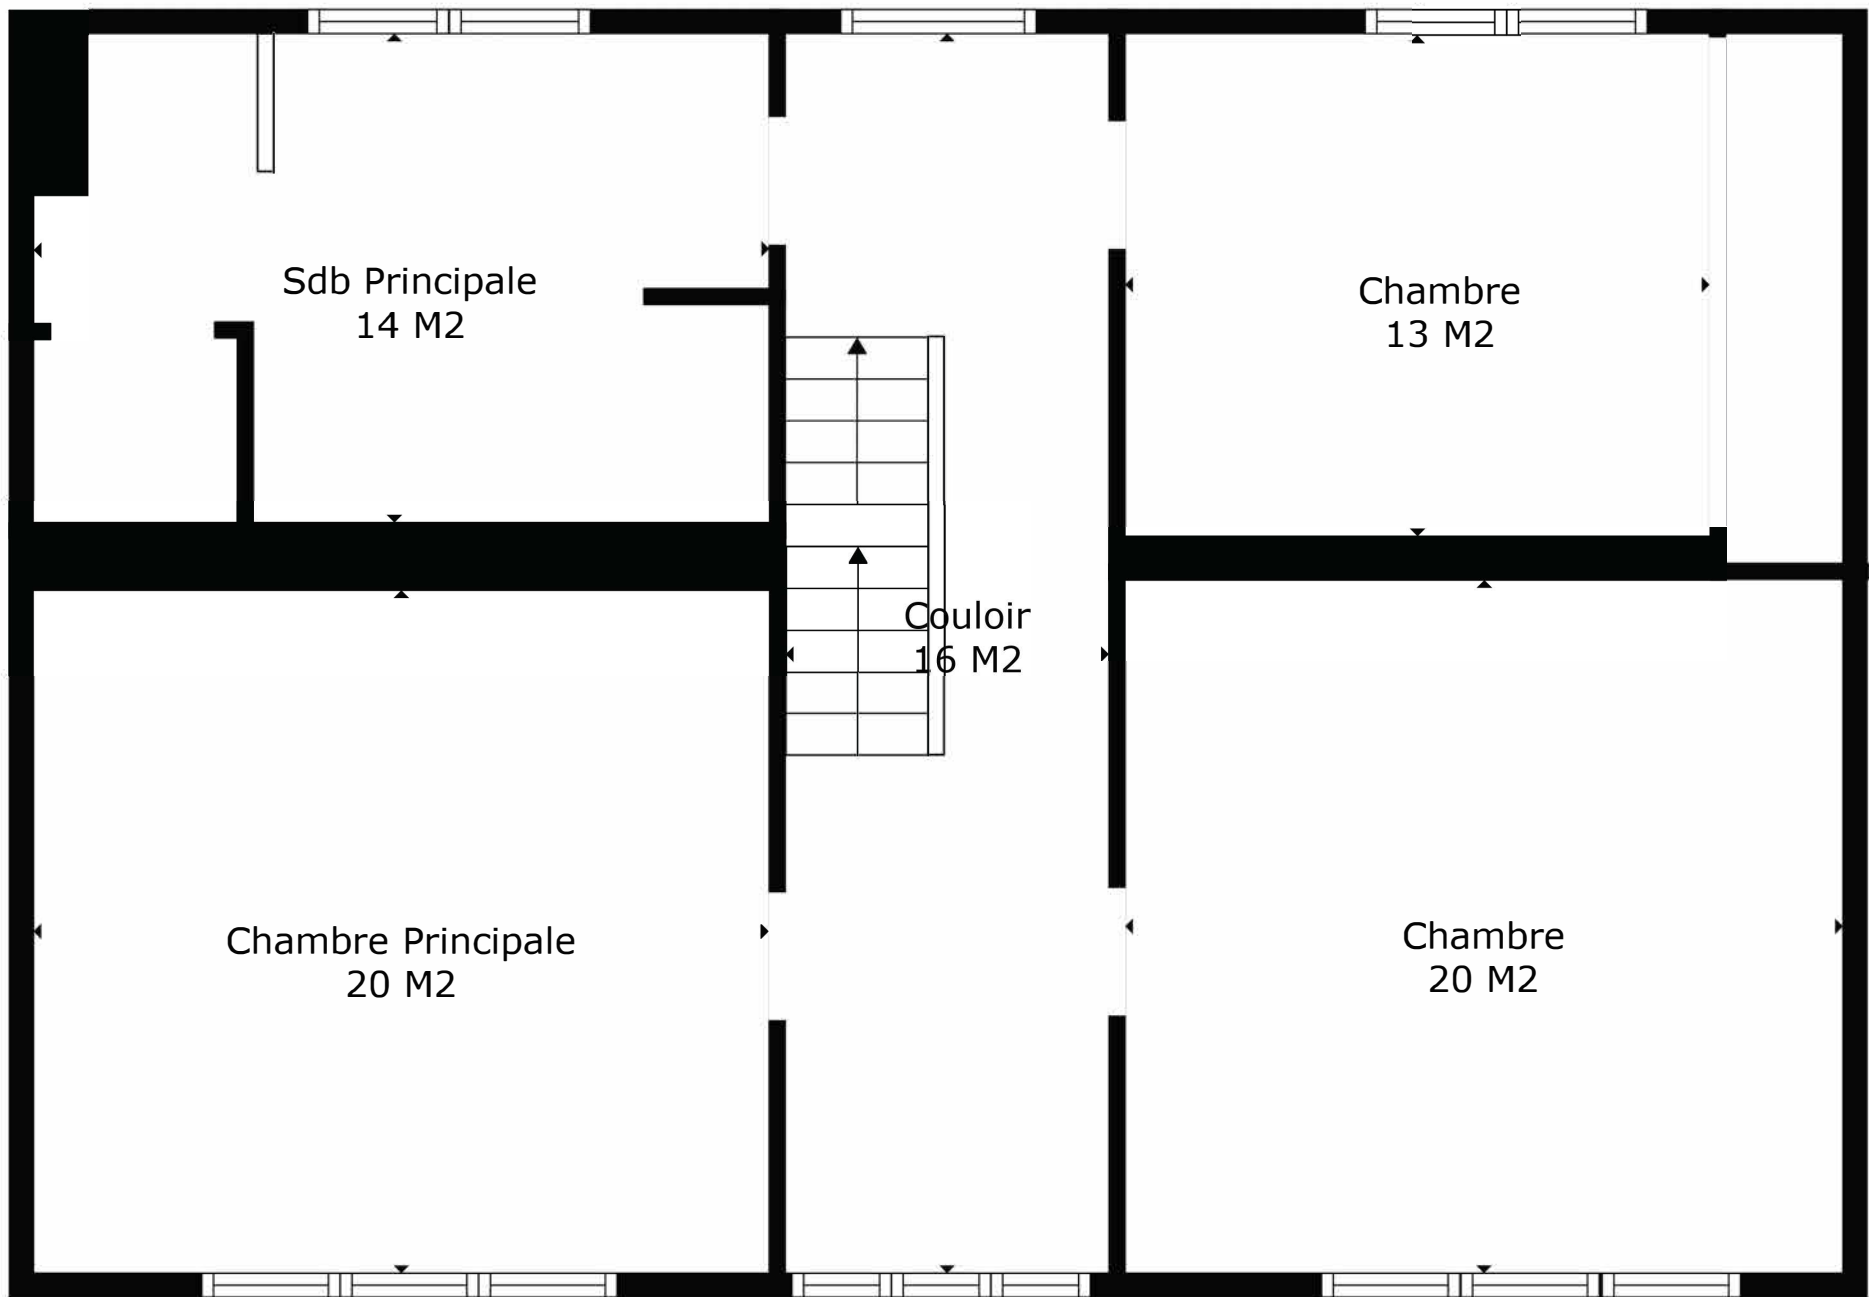 Sdb Principale
14 M2
Chambre
13 M2
Couloir
16 M2
Chambre Principale
20 M2
Chambre
20 M2